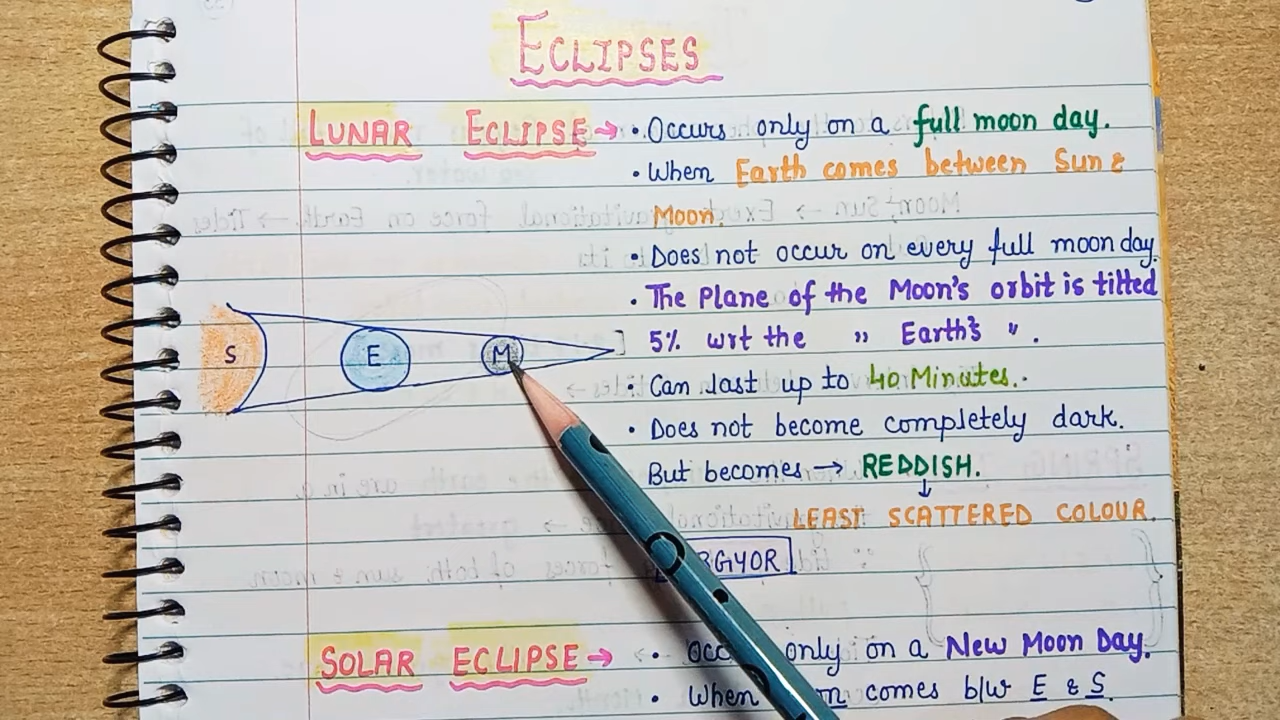 ECLIPSES
LUNAR ECLIPSE → • Occurs only on a full moon day.
• When Earth comes between Sun &
Moon.
• Does not occur on every full moon day.
• The Plane of the Moon's orbit is tilted
5% wrt the " Earth's " .
S E M
• Can last up to 40 Minutes.
• Does not become completely dark.
But becomes → REDDISH.
↓
LEAST SCATTERED COLOUR.
BGYOR
SOLAR ECLIPSE → • only on a New Moon Day.
• When comes b/w E & S.